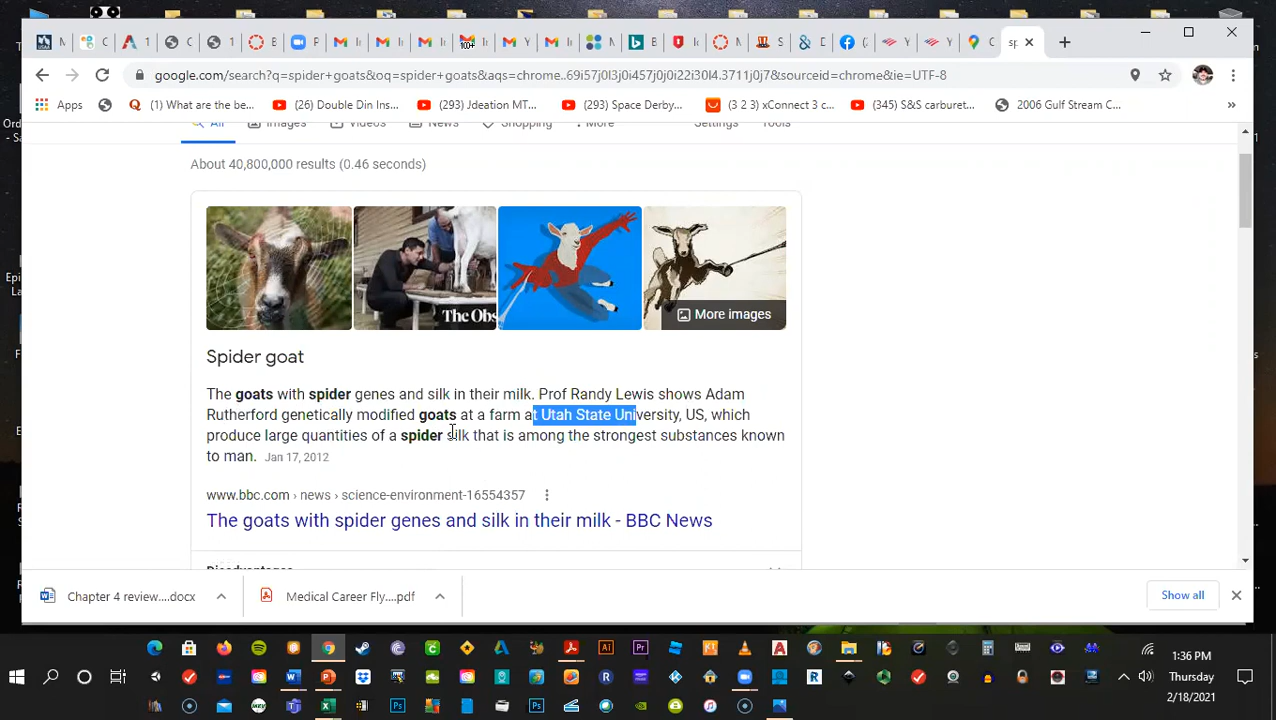 M
C
A
C
1
B
P
I
I
I
10+
I
Y
I
M
B
I
M
S
D
(
Y
Y
C
sp
google.com/search?q=spider+goats&oq=spider+goats&aqs=chrome..69i57j0l3j0i457j0j0i22i30l4.3711j0j7&sourceid=chrome&ie=UTF-8
Apps
(1) What are the be...
(26) Double Din Ins...
(293) Jobstion MT...
(293) Space Derby...
(3 2 3) xConnect 3 c...
(345) S&S carburet...
2006 Gulf Stream C...
»
All
Images
Videos
News
Shopping
More
Settings
Tools
About 40,800,000 results (0.46 seconds)
The Obs
More images
Spider goat
The goats with spider genes and silk in their milk. Prof Randy Lewis shows Adam
Rutherford genetically modified goats at a farm at Utah State University, US, which
produce large quantities of a spider silk that is among the strongest substances known
to man. Jan 17, 2012
www.bbc.com › news › science-environment-16554357
The goats with spider genes and silk in their milk - BBC News
Disadvantages
Chapter 4 review....docx
Medical Career Fly....pdf
Show all
1:36 PM
Thursday
2/18/2021